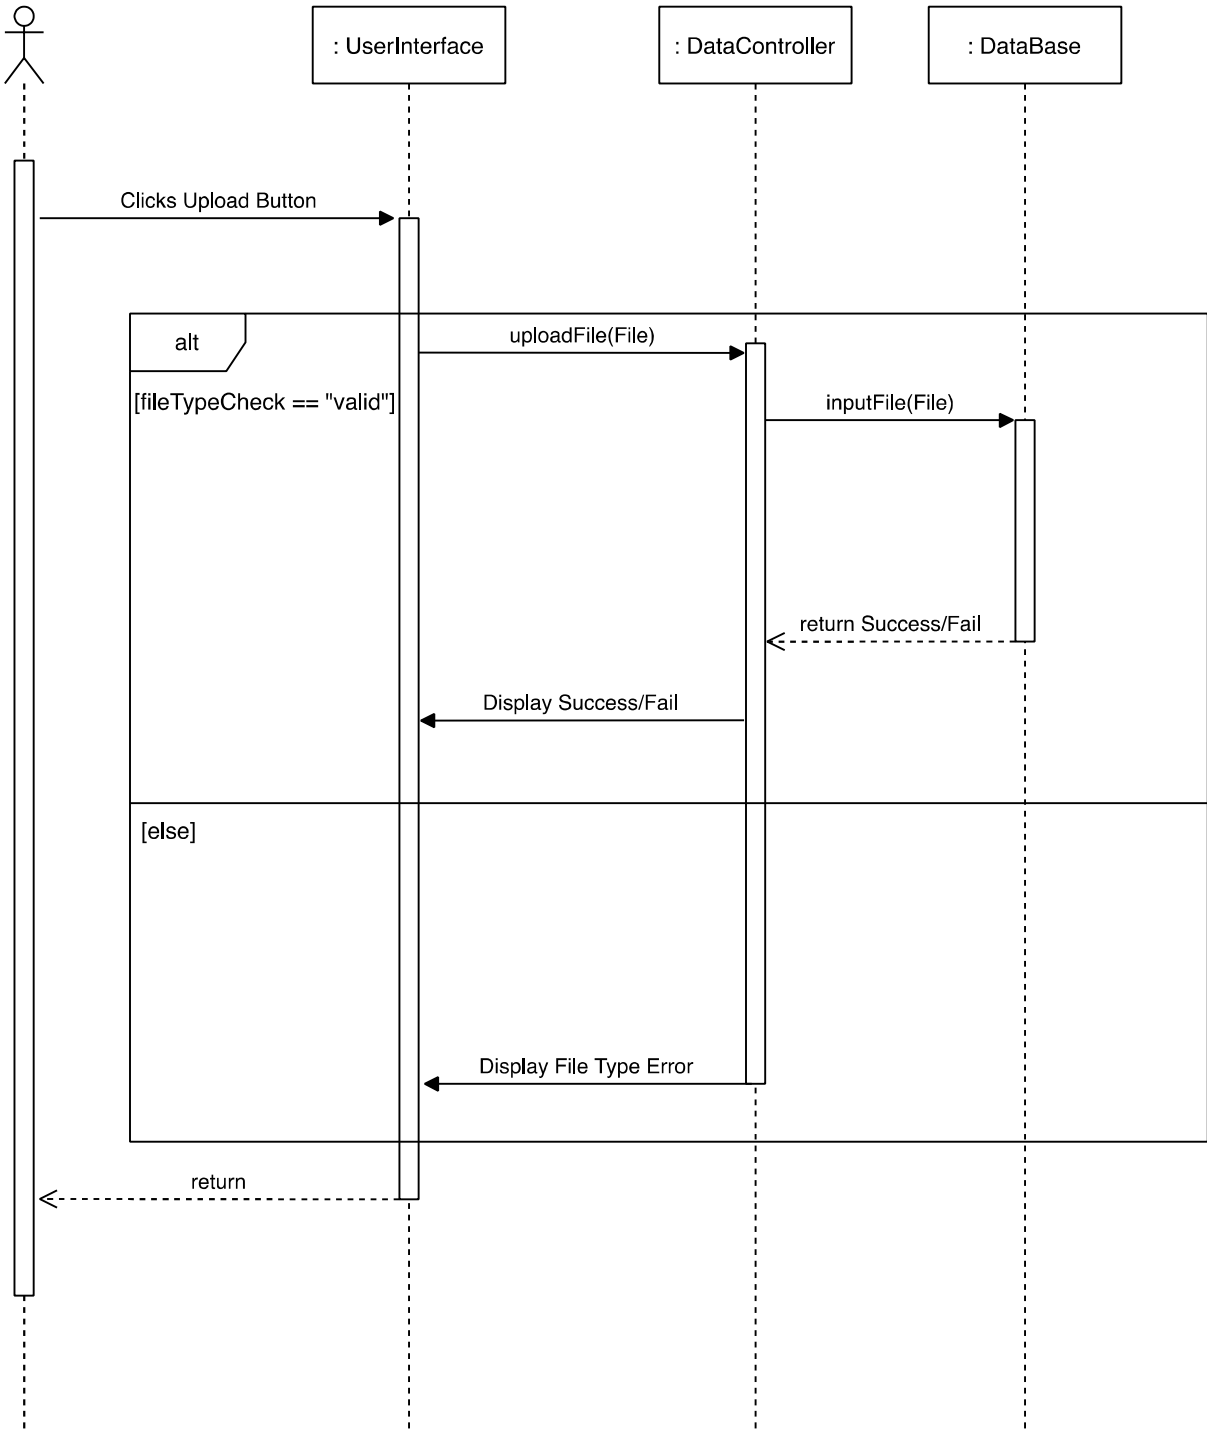 : UserInterface
: DataController
: DataBase
Clicks Upload Button
alt
uploadFile(File)
[fileTypeCheck == "valid"]
inputFile(File)
return Success/Fail
Display Success/Fail
[else]
Display File Type Error
return